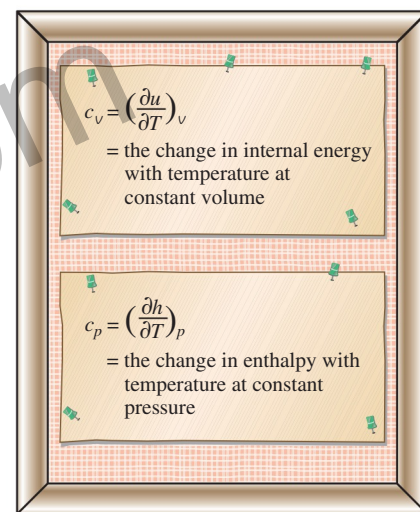 c_v = (∂u/∂T)_v
= the change in internal energy
with temperature at
constant volume
c_p = (∂h/∂T)_p
= the change in enthalpy with
temperature at constant
pressure
om